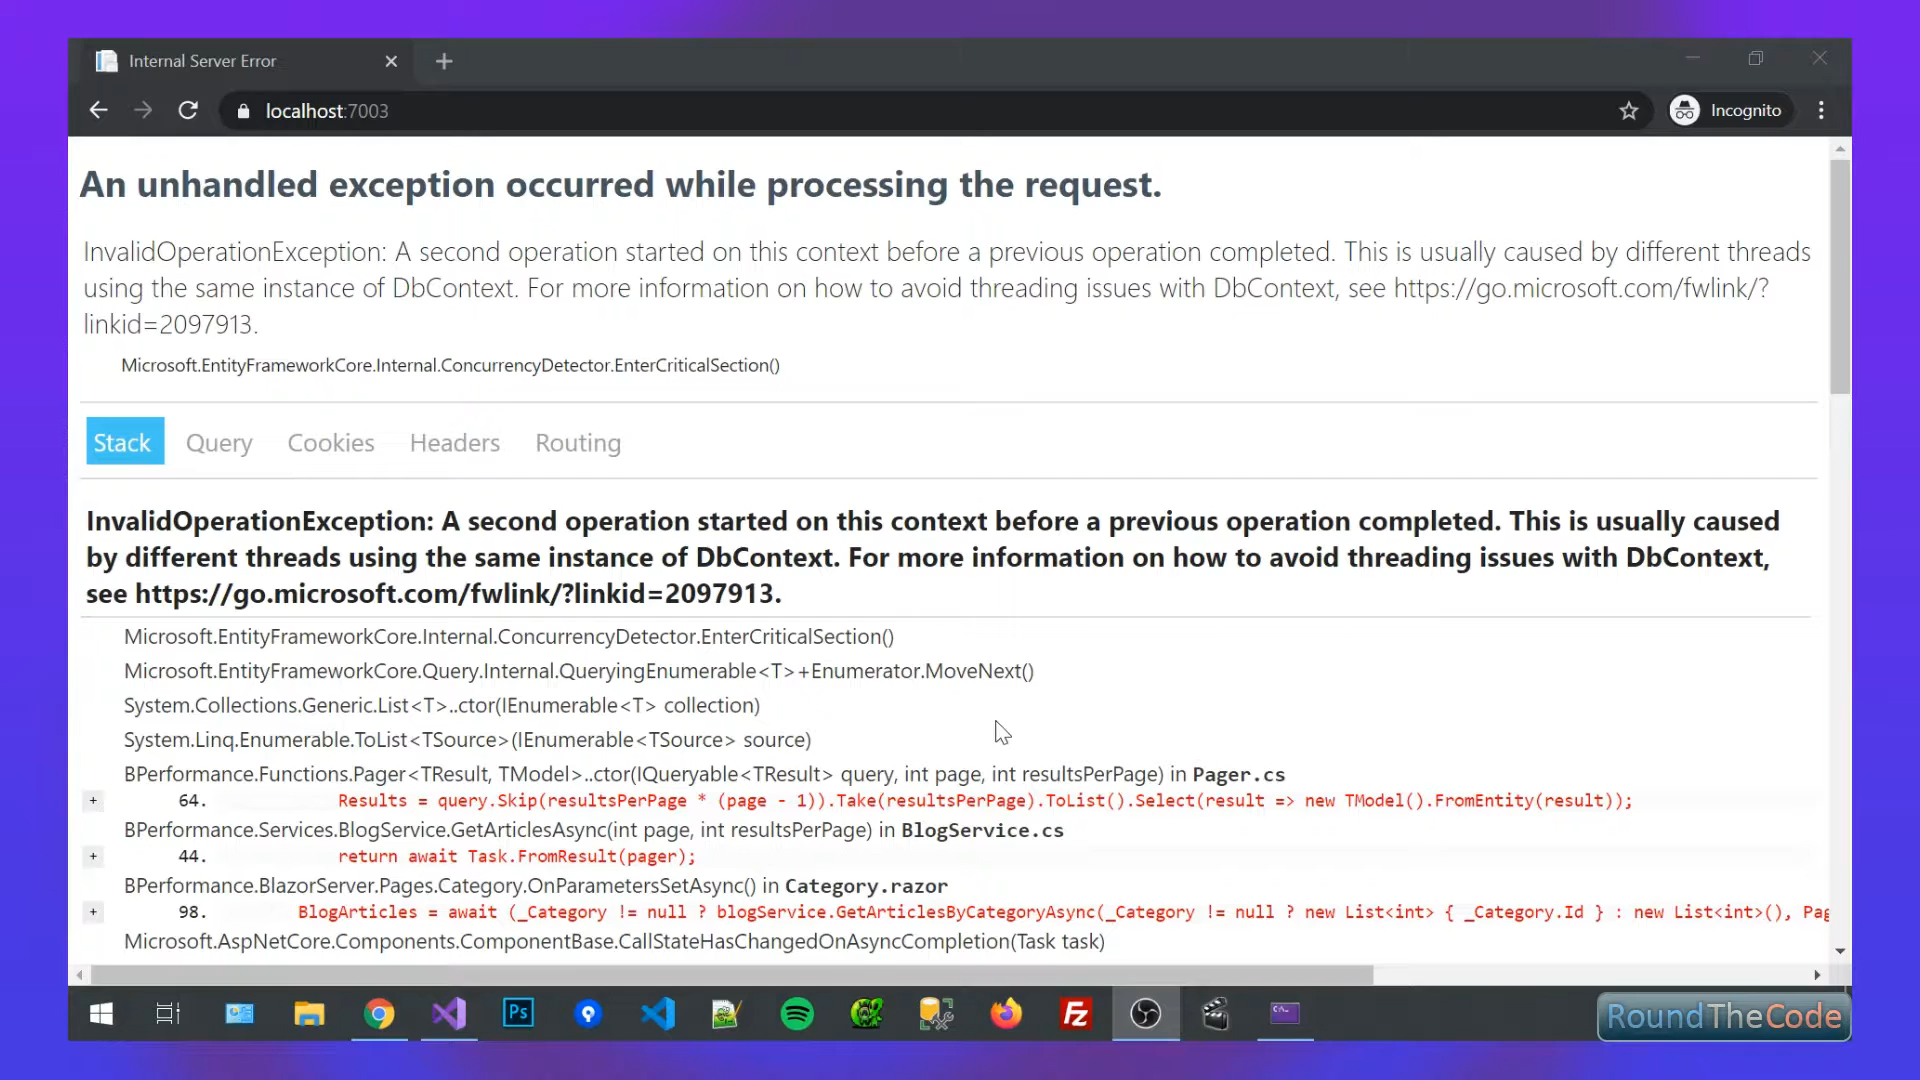 Internal Server Error
localhost:7003
Incognito
An unhandled exception occurred while processing the request.
InvalidOperationException: A second operation started on this context before a previous operation completed. This is usually caused by different threads
using the same instance of DbContext. For more information on how to avoid threading issues with DbContext, see https://go.microsoft.com/fwlink/?
linkid=2097913.
Microsoft.EntityFrameworkCore.Internal.ConcurrencyDetector.EnterCriticalSection()
Stack Query Cookies Headers Routing
InvalidOperationException: A second operation started on this context before a previous operation completed. This is usually caused
by different threads using the same instance of DbContext. For more information on how to avoid threading issues with DbContext,
see https://go.microsoft.com/fwlink/?linkid=2097913.
Microsoft.EntityFrameworkCore.Internal.ConcurrencyDetector.EnterCriticalSection()
Microsoft.EntityFrameworkCore.Query.Internal.QueryingEnumerable<T>+Enumerator.MoveNext()
System.Collections.Generic.List<T>..ctor(IEnumerable<T> collection)
System.Linq.Enumerable.ToList<TSource>(IEnumerable<TSource> source)
BPerformance.Functions.Pager<TResult, TModel>..ctor(IQueryable<TResult> query, int page, int resultsPerPage) in Pager.cs
+ 64. Results = query.Skip(resultsPerPage * (page - 1)).Take(resultsPerPage).ToList().Select(result => new TModel().FromEntity(result));
BPerformance.Services.BlogService.GetArticlesAsync(int page, int resultsPerPage) in BlogService.cs
+ 44. return await Task.FromResult(pager);
BPerformance.BlazorServer.Pages.Category.OnParametersSetAsync() in Category.razor
+ 98. BlogArticles = await (_Category != null ? blogService.GetArticlesByCategoryAsync(_Category != null ? new List<int> { _Category.Id } : new List<int>(), Pag
Microsoft.AspNetCore.Components.ComponentBase.CallStateHasChangedOnAsyncCompletion(Task task)
Ps
Fz
RoundTheCode